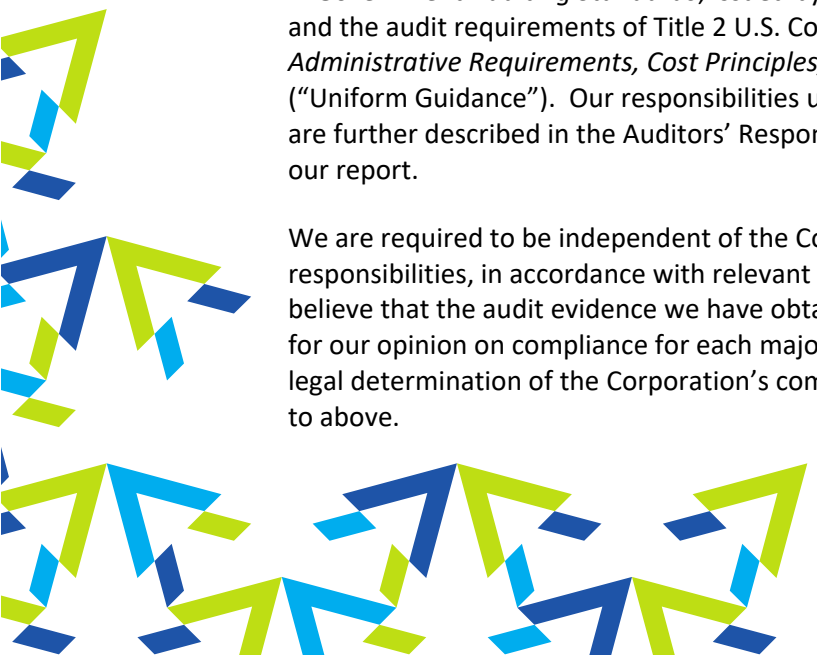 and the audit requirements of Title 2 U.S. Co
Administrative Requirements, Cost Principles,
("Uniform Guidance").  Our responsibilities u
are further described in the Auditors' Respon
our report.
We are required to be independent of the Co
responsibilities, in accordance with relevant
believe that the audit evidence we have obta
for our opinion on compliance for each majo
legal determination of the Corporation's com
to above.